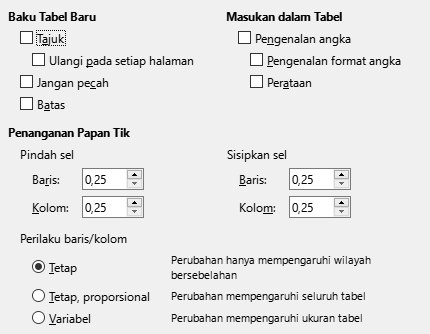 Baku Tabel Baru
Tajuk
Ulangi pada setiap halaman
Jangan pecah
Batas
Masukan dalam Tabel
Pengenalan angka
Pengenalan format angka
Perataan
Penanganan Papan Tik
Pindah sel
Baris: 0,25
Kolom: 0,25
Sisipkan sel
Baris: 0,25
Kolom: 0,25
Perilaku baris/kolom
Tetap
Perubahan hanya mempengaruhi wilayah
bersebelahan
Tetap, proporsional
Perubahan mempengaruhi seluruh tabel
Variabel
Perubahan mempengaruhi ukuran tabel